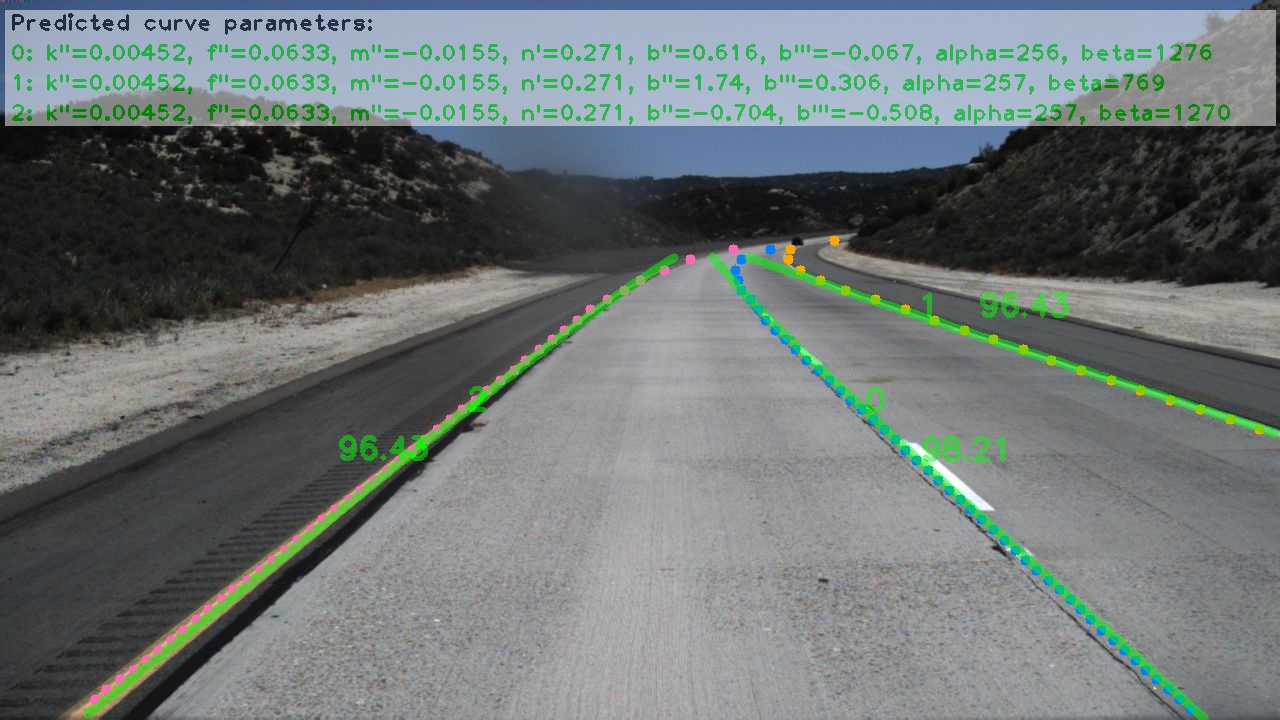 Predicted curve parameters:
0: k''=0.00452, f''=0.0633, m''=−0.0155, n'=0.271, b''=0.616, b'''=−0.067, alpha=256, beta=1276
1: k''=0.00452, f''=0.0633, m''=−0.0155, n'=0.271, b''=1.74, b'''=0.306, alpha=257, beta=769
2: k''=0.00452, f''=0.0633, m''=−0.0155, n'=0.271, b''=−0.704, b'''=−0.508, alpha=257, beta=1270
1 96.43
2 0
96.43 98.21